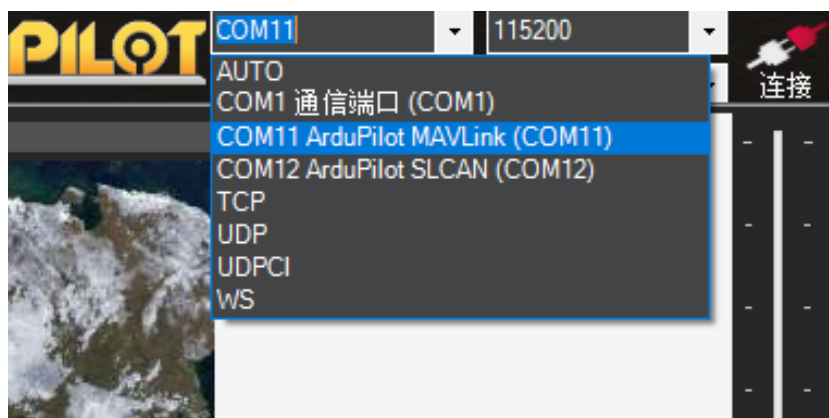 PILOT
COM11
115200
连接
AUTO
COM1 通信端口 (COM1)
COM11 ArduPilot MAVLink (COM11)
COM12 ArduPilot SLCAN (COM12)
TCP
UDP
UDPCI
WS